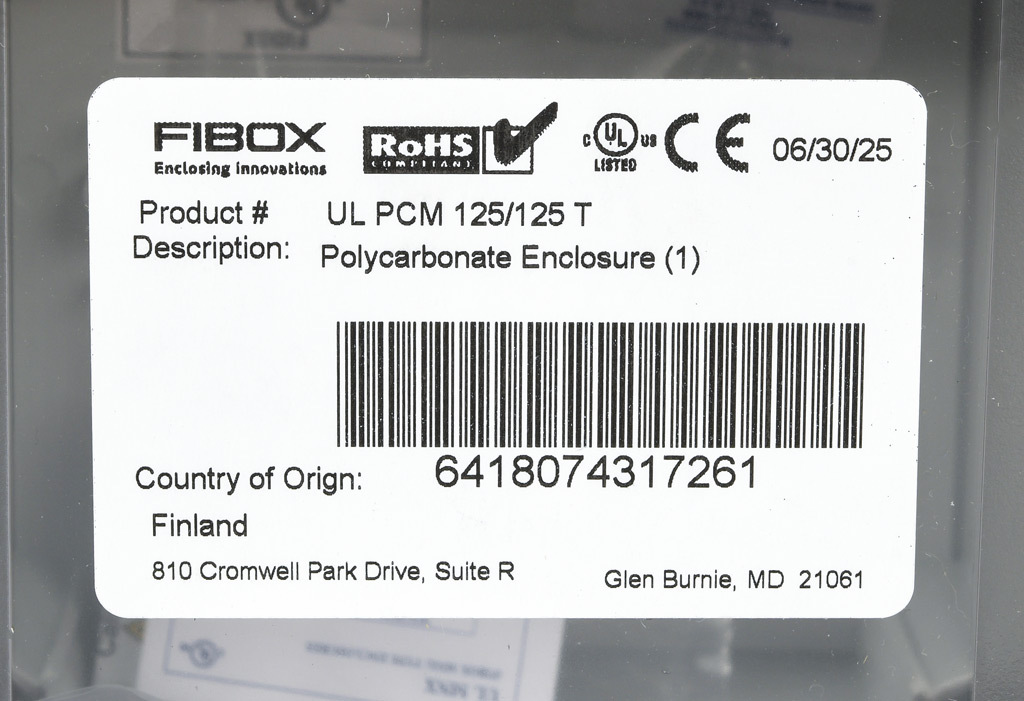 FIBOX
Enclosing innovations
RoHS
COMPLIANT
C UL US
LISTED
CE
06/30/25
Product # UL PCM 125/125 T
Description: Polycarbonate Enclosure (1)
6418074317261
Country of Orign:
Finland
810 Cromwell Park Drive, Suite R Glen Burnie, MD 21061
FIBOX